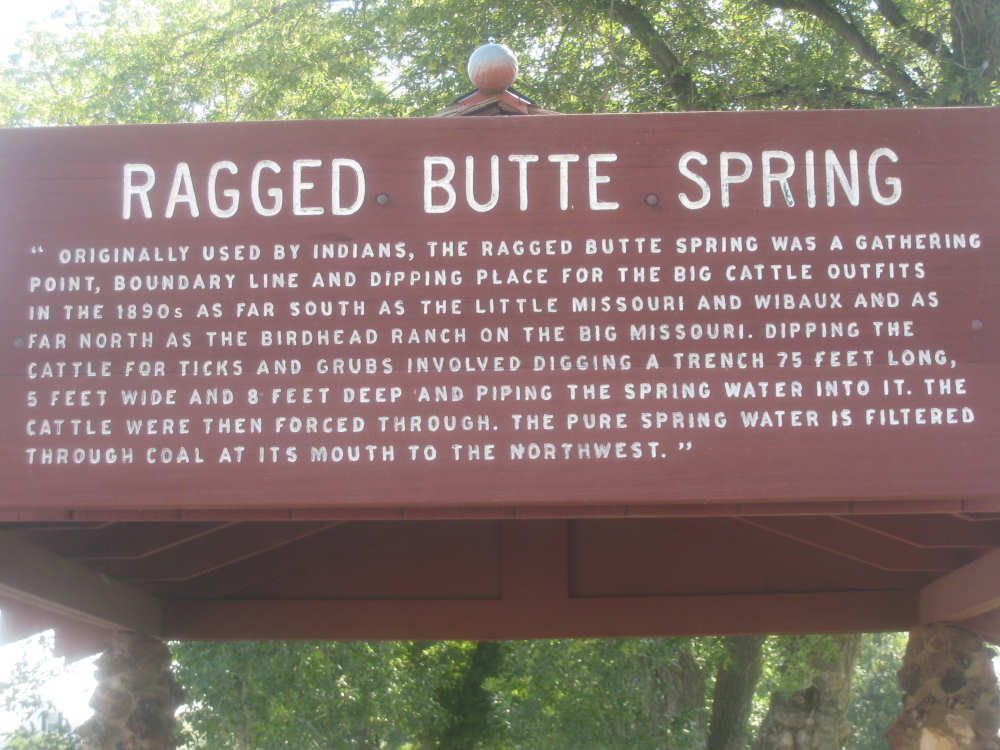 RAGGED BUTTE SPRING
" ORIGINALLY USED BY INDIANS, THE RAGGED BUTTE SPRING WAS A GATHERING
POINT, BOUNDARY LINE AND DIPPING PLACE FOR THE BIG CATTLE OUTFITS
IN THE 1890s AS FAR SOUTH AS THE LITTLE MISSOURI AND WIBAUX AND AS
FAR NORTH AS THE BIRDHEAD RANCH ON THE BIG MISSOURI. DIPPING THE
CATTLE FOR TICKS AND GRUBS INVOLVED DIGGING A TRENCH 75 FEET LONG,
5 FEET WIDE AND 8 FEET DEEP AND PIPING THE SPRING WATER INTO IT. THE
CATTLE WERE THEN FORCED THROUGH. THE PURE SPRING WATER IS FILTERED
THROUGH COAL AT ITS MOUTH TO THE NORTHWEST. "